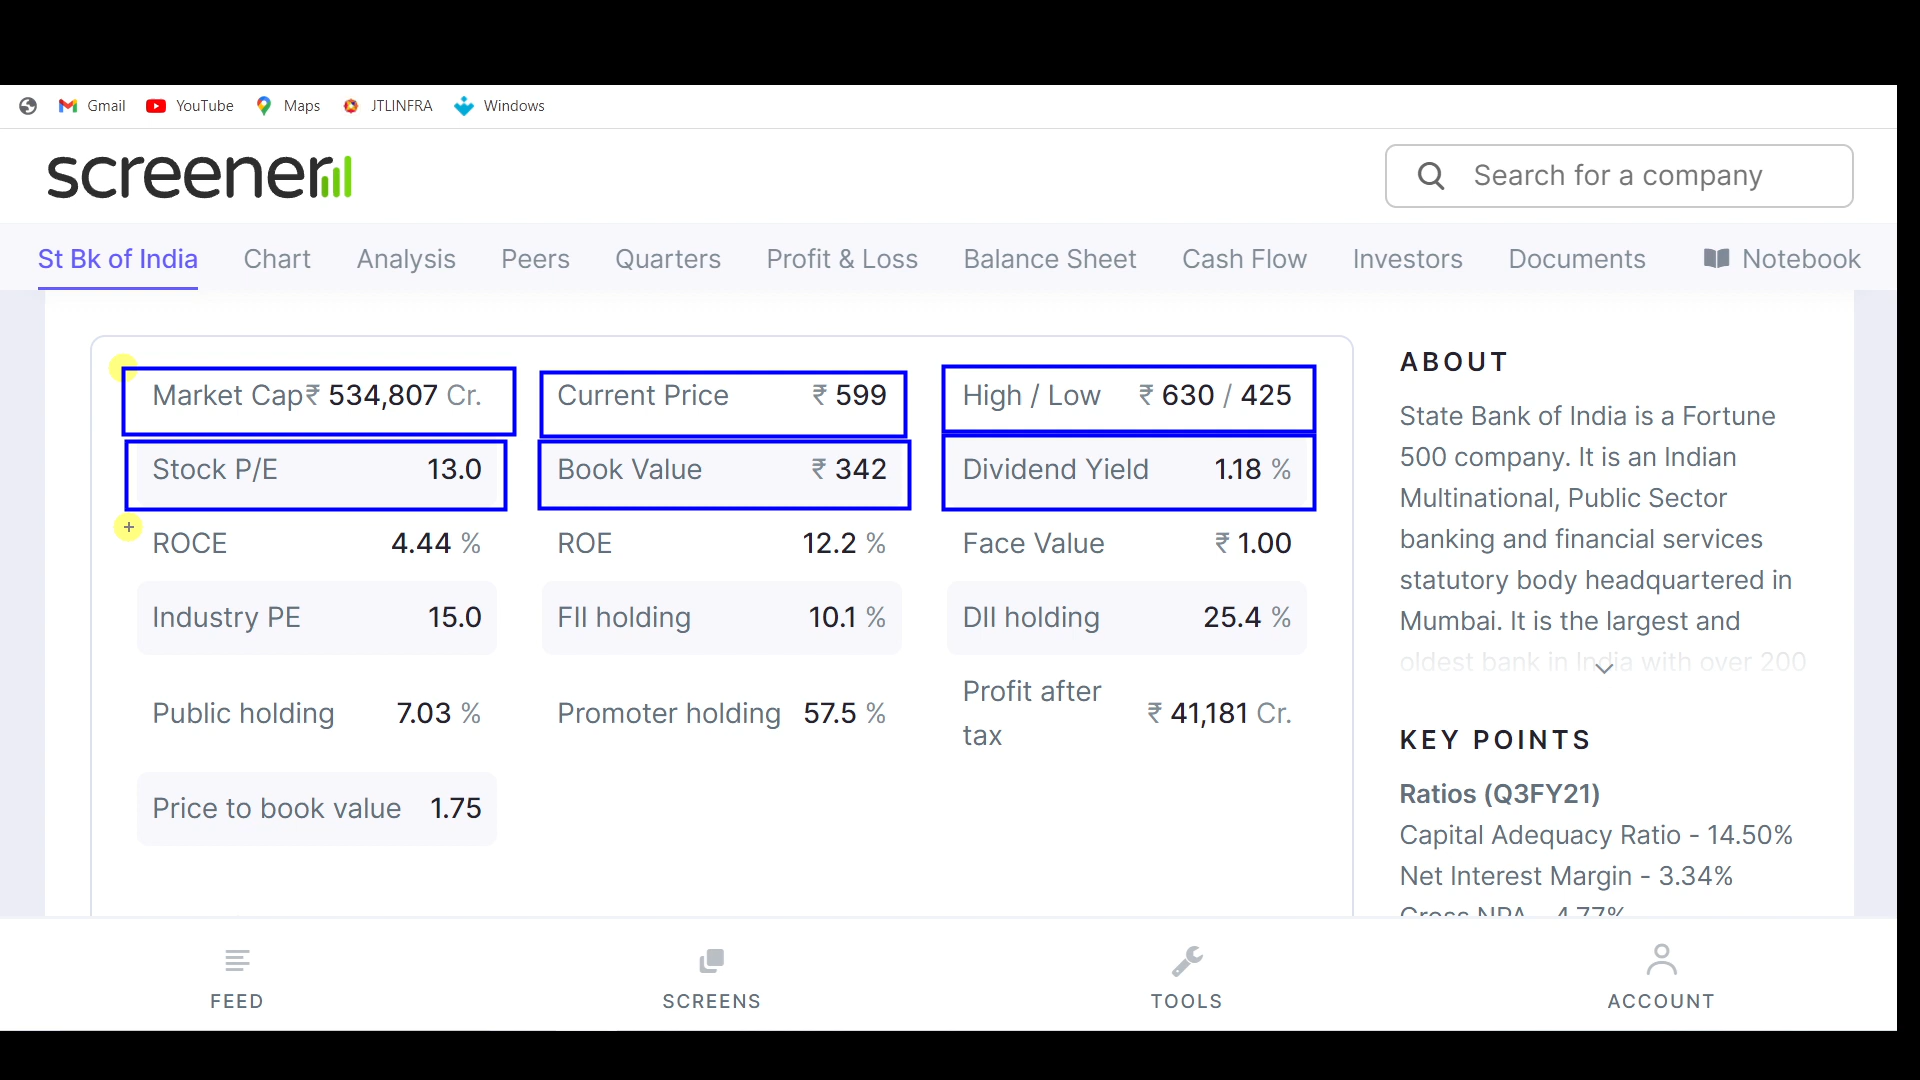 Gmail YouTube Maps JTLINFRA Windows
screener
Search for a company
St Bk of India Chart Analysis Peers Quarters Profit & Loss Balance Sheet Cash Flow Investors Documents Notebook
Market Cap ₹ 534,807 Cr. Current Price ₹ 599 High / Low ₹ 630 / 425
Stock P/E 13.0 Book Value ₹ 342 Dividend Yield 1.18 %
ROCE 4.44 % ROE 12.2 % Face Value ₹ 1.00
Industry PE 15.0 FII holding 10.1 % DII holding 25.4 %
Public holding 7.03 % Promoter holding 57.5 % Profit after tax ₹ 41,181 Cr.
Price to book value 1.75
ABOUT
State Bank of India is a Fortune
500 company. It is an Indian
Multinational, Public Sector
banking and financial services
statutory body headquartered in
Mumbai. It is the largest and
oldest bank in India with over 200
KEY POINTS
Ratios (Q3FY21)
Capital Adequacy Ratio - 14.50%
Net Interest Margin - 3.34%
Gross NPA - 4.77%
FEED SCREENS TOOLS ACCOUNT